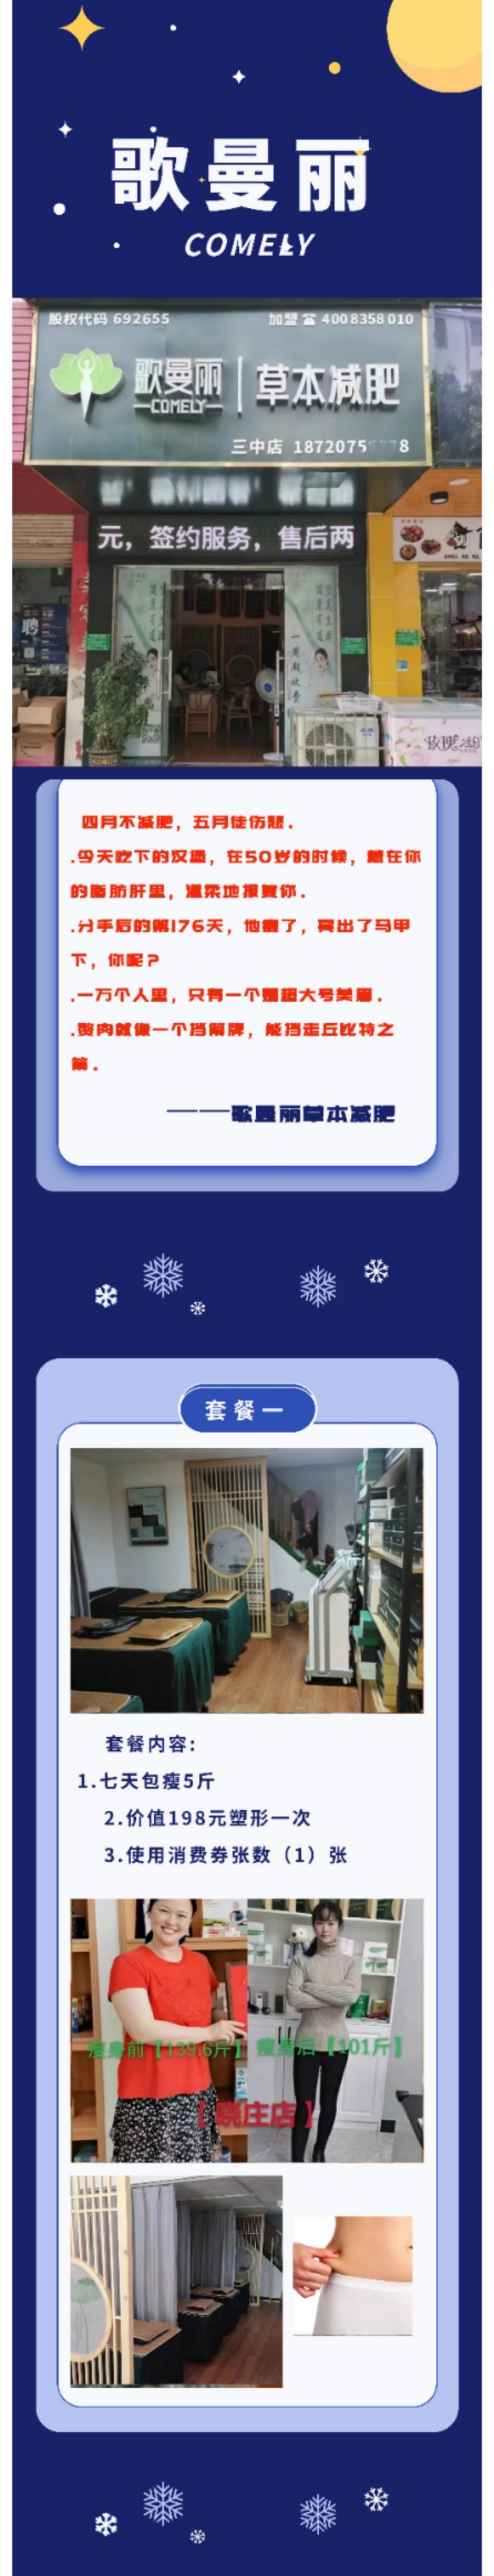 歌曼丽
COMELY
股权代码 692655
加盟 ☎ 4008358010
歌曼丽
COMELY
草本减肥
三中店 1872075 8
元，签约服务，售后两
聘
玫瑰之约
四月不减肥，五月徒伤悲.
.今天吃下的汉堡，在50岁的时候，藏在你
的脂肪肝里，温柔地报复你.
.分手后的第176天，他瘦了，亮出了马甲
下，你呢？
.一万个人里，只有一个嗯超大号美眉.
.赘肉就像一个挡箭牌，能挡走丘比特之
箭.
———歌曼丽草本减肥
套餐一
套餐内容:
1.七天包瘦5斤
2.价值198元塑形一次
3.使用消费券张数（1）张
瘦身前【139.6斤】
瘦身后【101斤】
【晓庄店】